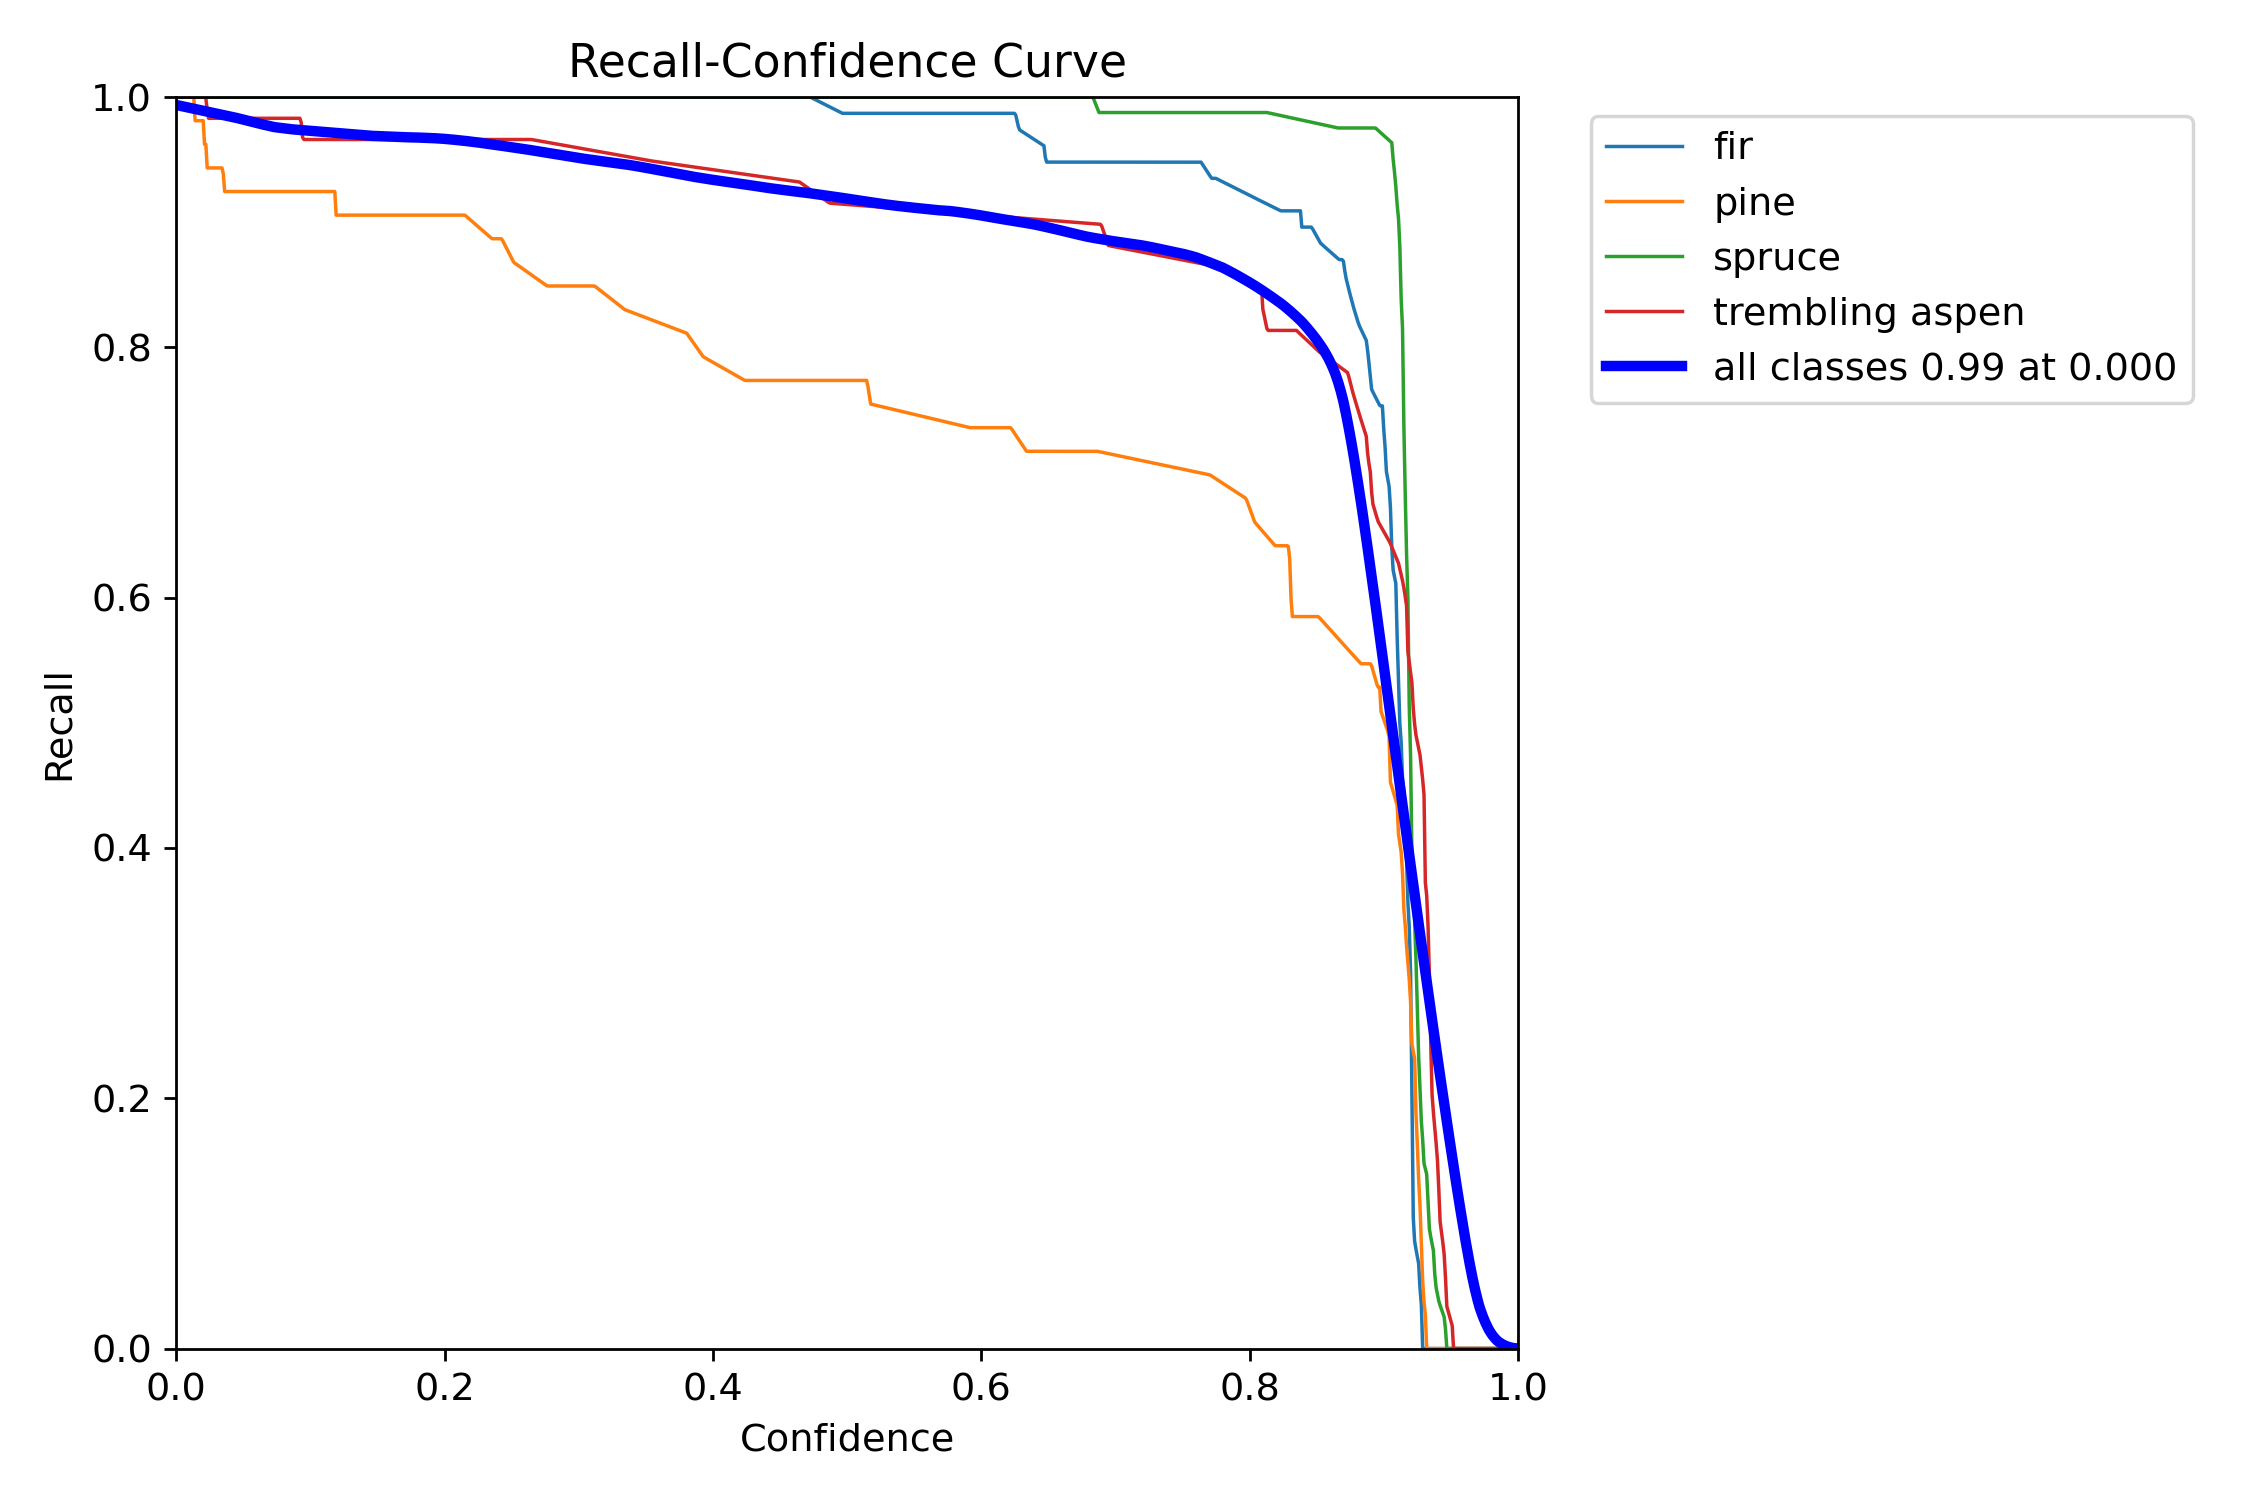 Recall-Confidence Curve
1.0
0.8
0.6
0.4
0.2
0.0
Recall
0.0 0.2 0.4 0.6 0.8 1.0
Confidence
fir
pine
spruce
trembling aspen
all classes 0.99 at 0.000